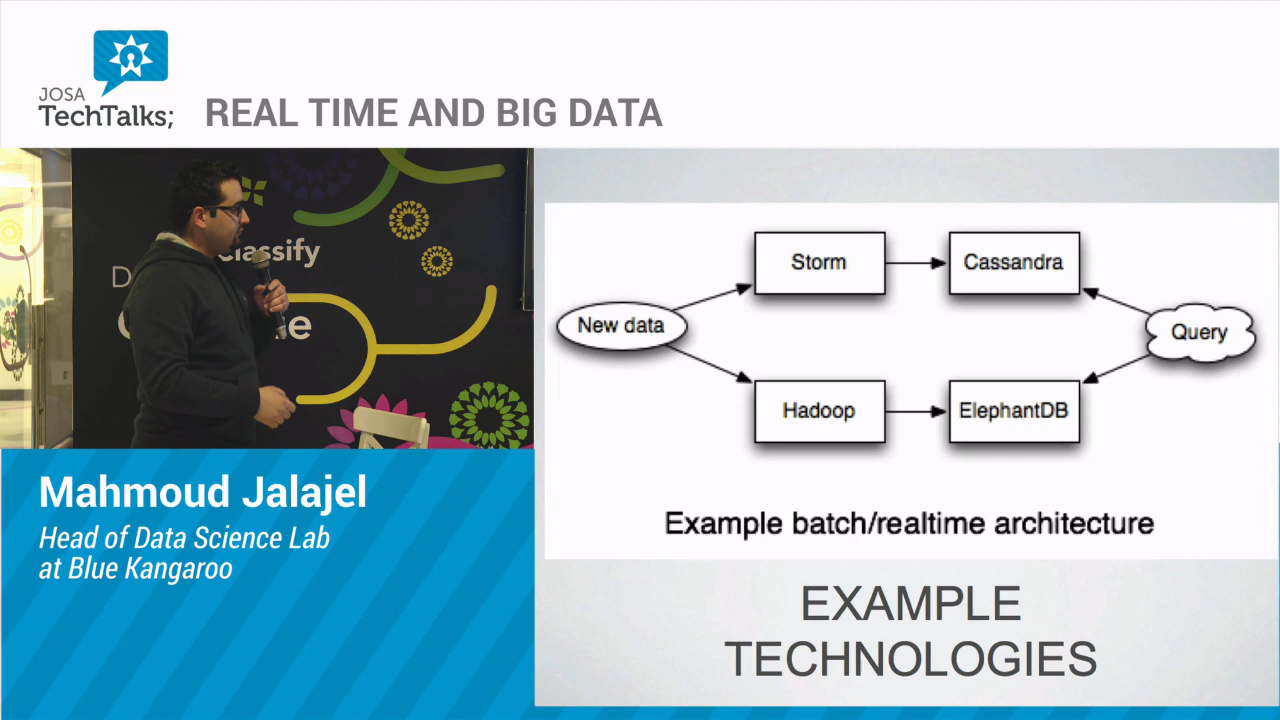 JOSA
TechTalks;
REAL TIME AND BIG DATA
classify
Mahmoud Jalajel
Head of Data Science Lab
at Blue Kangaroo
Storm
Cassandra
New data
Query
Hadoop
ElephantDB
Example batch/realtime architecture
EXAMPLE
TECHNOLOGIES